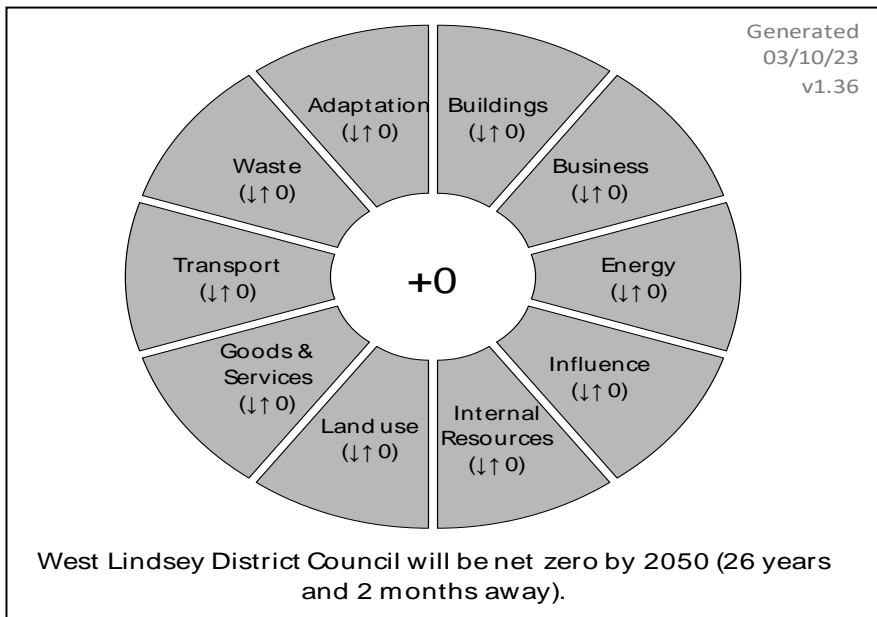 Generated
03/10/23
v1.36
Adaptation
(↓↑ 0)
Buildings
(↓↑ 0)
Waste
(↓↑ 0)
Business
(↓↑ 0)
Transport
(↓↑ 0)
+0
Energy
(↓↑ 0)
Goods &
Services
(↓↑ 0)
Influence
(↓↑ 0)
Land use
(↓↑ 0)
Internal
Resources
(↓↑ 0)
West Lindsey District Council will be net zero by 2050 (26 years
and 2 months away).